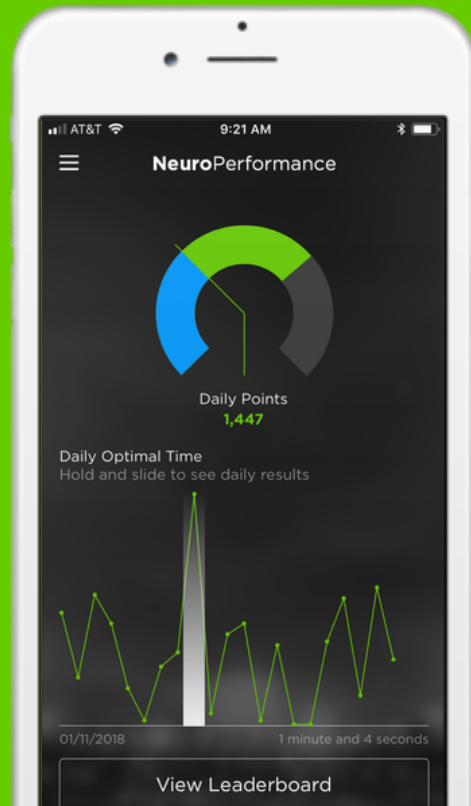 AT&T 9:21 AM
NeuroPerformance
Daily Points
1,447
Daily Optimal Time
Hold and slide to see daily results
01/11/2018 1 minute and 4 seconds
View Leaderboard